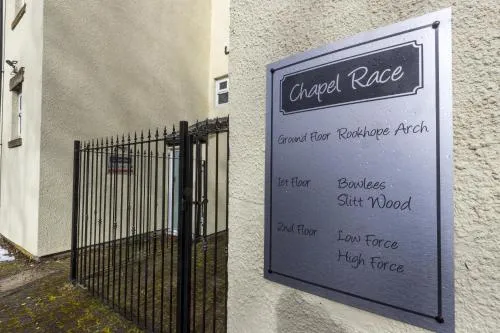 Chapel Race
Ground Floor Rookhope Arch
1st Floor Bowlees
Slitt Wood
2nd Floor Low Force
High Force